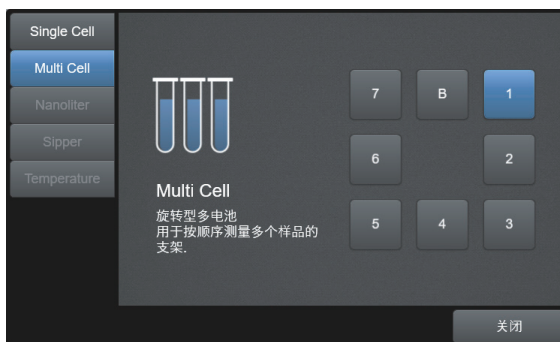 Single Cell
Multi Cell
Nanoliter
Sipper
Temperature
Multi Cell
旋转型多电池
用于按顺序测量多个样品的
支架.
7 B 1
6 2
5 4 3
关闭